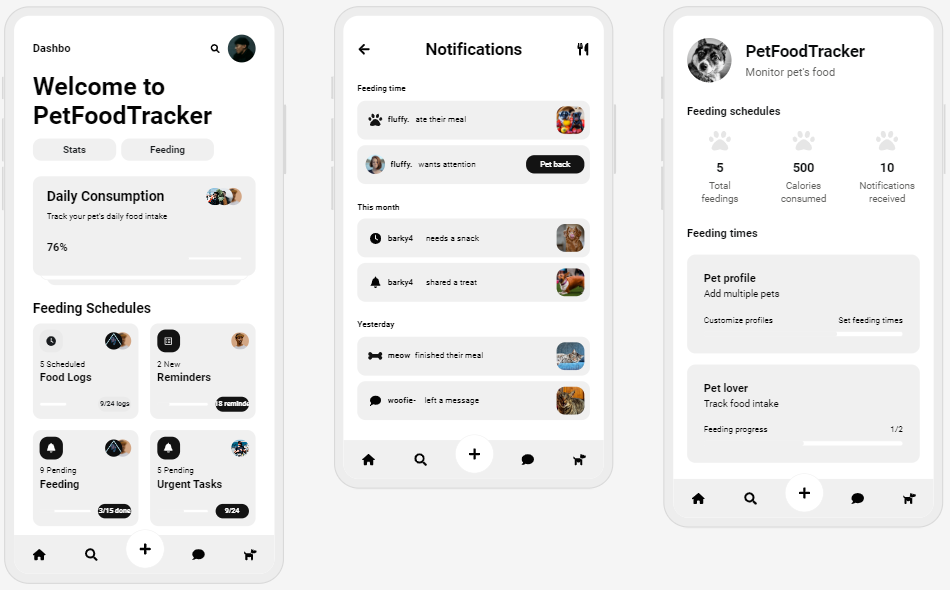 Dashbo
Welcome to
PetFoodTracker
Stats
Feeding
Daily Consumption
Track your pet's daily food intake
76%
Feeding Schedules
5 Scheduled
Food Logs
9/24 logs
2 New
Reminders
18 reminde
9 Pending
Feeding
3/15 done
5 Pending
Urgent Tasks
9/24
Notifications
Feeding time
fluffy. ate their meal
fluffy. wants attention
Pet back
This month
barky4 needs a snack
barky4 shared a treat
Yesterday
meow finished their meal
woofie- left a message
PetFoodTracker
Monitor pet's food
Feeding schedules
5
Total
feedings
500
Calories
consumed
10
Notifications
received
Feeding times
Pet profile
Add multiple pets
Customize profiles
Set feeding times
Pet lover
Track food intake
Feeding progress
1/2